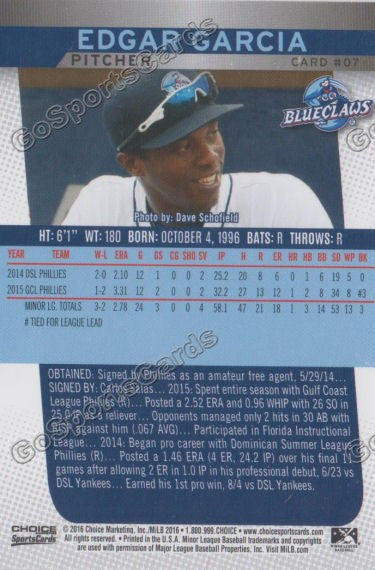 EDGAR GARCIA
PITCHER
CARD #07
BLUECLAWS
Photo by: Dave Schofield
HT: 6'1" WT: 180 BORN: OCTOBER 4, 1996 BATS: R THROWS: R
YEAR TEAM W-L ERA G GS CG SHO SV IP H R ER HR HB BB SO WP BK
2014 DSL PHILLIES 2-0 2.10 12 1 0 0 2 25.2 20 8 6 0 0 6 19 5 0
2015 GCL PHILLIES 1-2 3.31 12 2 0 0 2 32.2 27 13 12 1 2 8 34 8 #3
MINOR LG. TOTALS 3-2 2.78 24 3 0 0 4 58.1 47 21 18 1 2 14 53 13 3
# TIED FOR LEAGUE LEAD
OBTAINED: Signed by Phillies as an amateur free agent, 5/29/14...
SIGNED BY: Carlos Salas... 2015: Spent entire season with Gulf Coast
League Phillies (R)... Posted a 2.52 ERA and 0.96 WHIP with 26 SO in
25.0 IP as a reliever... Opponents managed only 2 hits in 30 AB with
RISP against him (.067 AVG)... Participated in Florida Instructional
League... 2014: Began pro career with Dominican Summer League
Phillies (R)... Posted a 1.46 ERA (4 ER, 24.2 IP) over his final 11
games after allowing 2 ER in 1.0 IP in his professional debut, 6/23 vs
DSL Yankees... Earned his 1st pro win, 8/4 vs DSL Yankees.
CHOICE
SportsCards
© 2016 Choice Marketing, Inc./MiLB 2016 • 1.800.999.CHOICE • www.choicesportscards.com
Printed in the U.S.A. Minor League Baseball trademarks and copyrights
are used with permission of Major League Baseball Properties, Inc. Visit MiLB.com.
GoSportsCards